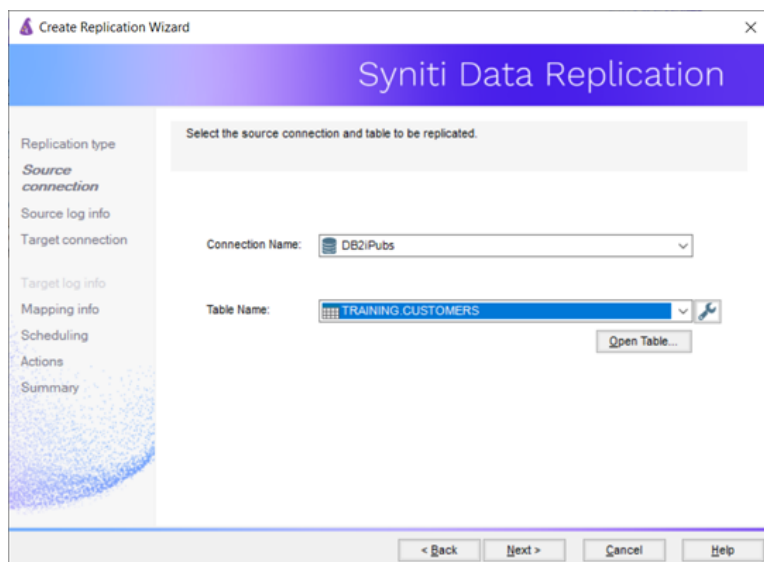 Create Replication Wizard
Syniti Data Replication
Replication type
Source
connection
Source log info
Target connection
Target log info
Mapping info
Scheduling
Actions
Summary
Select the source connection and table to be replicated.
Connection Name: DB2iPubs
Table Name: TRAINING.CUSTOMERS
Open Table...
< Back Next > Cancel Help